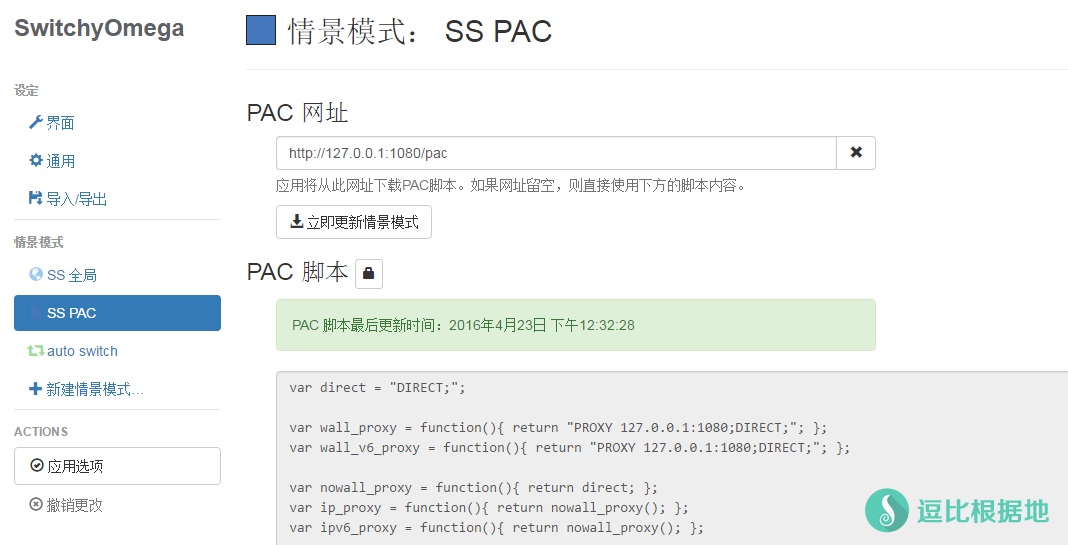 SwitchyOmega
设定
界面
通用
导入/导出
情景模式
SS 全局
SS PAC
auto switch
新建情景模式...
ACTIONS
应用选项
撤销更改
情景模式： SS PAC
PAC 网址
http://127.0.0.1:1080/pac
应用将从此网址下载PAC脚本。如果网址留空，则直接使用下方的脚本内容。
立即更新情景模式
PAC 脚本
PAC 脚本最后更新时间：2016年4月23日 下午12:32:28
var direct = "DIRECT;";
var wall_proxy = function(){ return "PROXY 127.0.0.1:1080;DIRECT;"; };
var wall_v6_proxy = function(){ return "PROXY 127.0.0.1:1080;DIRECT;"; };
var nowall_proxy = function(){ return direct; };
var ip_proxy = function(){ return nowall_proxy(); };
var ipv6_proxy = function(){ return nowall_proxy(); };
逗比根据地